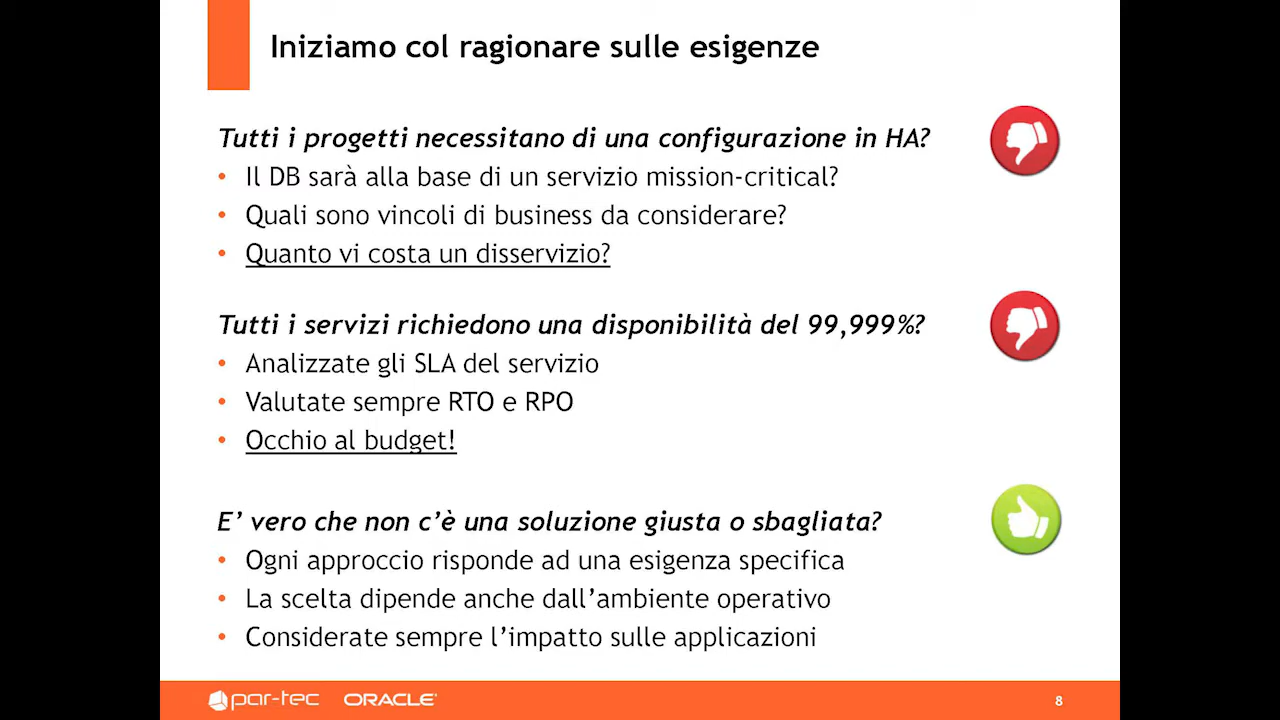 Iniziamo col ragionare sulle esigenze
Tutti i progetti necessitano di una configurazione in HA?
• Il DB sarà alla base di un servizio mission-critical?
• Quali sono vincoli di business da considerare?
• Quanto vi costa un disservizio?
Tutti i servizi richiedono una disponibilità del 99,999%?
• Analizzate gli SLA del servizio
• Valutate sempre RTO e RPO
• Occhio al budget!
E’ vero che non c’è una soluzione giusta o sbagliata?
• Ogni approccio risponde ad una esigenza specifica
• La scelta dipende anche dall’ambiente operativo
• Considerate sempre l’impatto sulle applicazioni
par-tec ORACLE 8